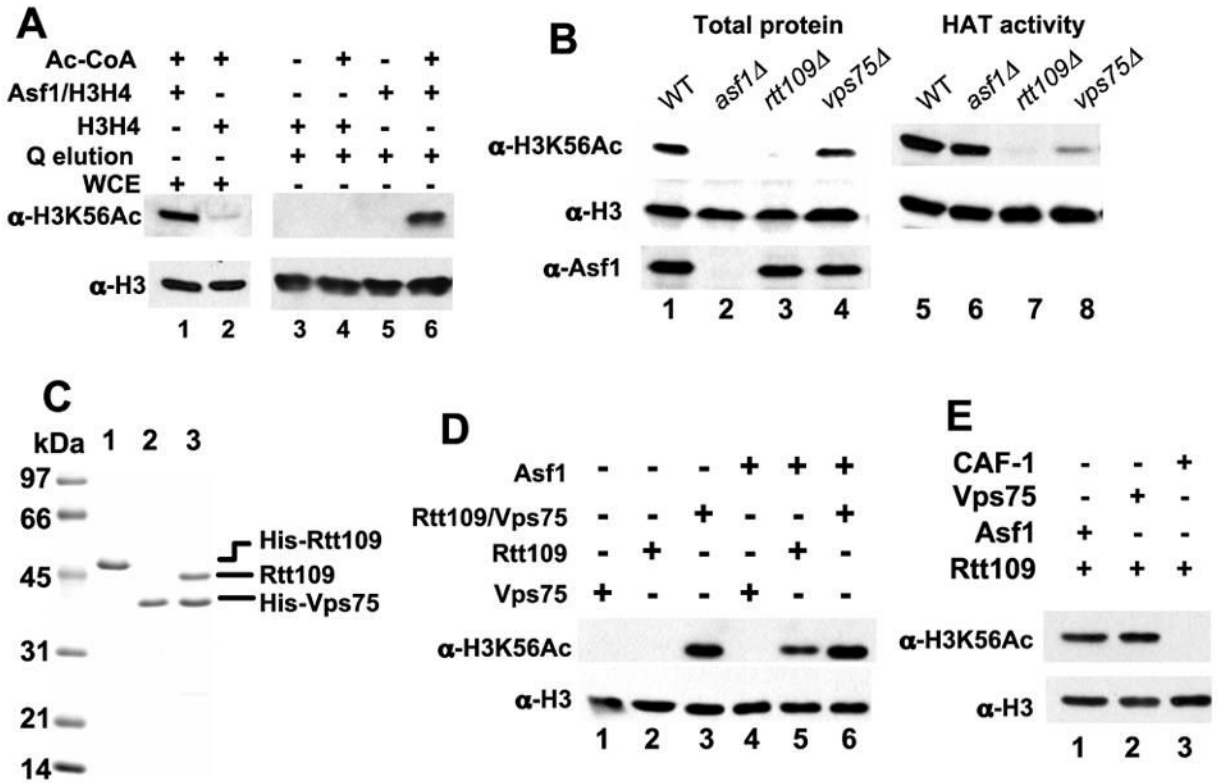 A
Ac-CoA + + - + - +
Asf1/H3H4 + - - - + +
H3H4 - + + + - -
Q elution - - + + + +
WCE + + - - - -
α-H3K56Ac
α-H3
1 2 3 4 5 6
B
Total protein HAT activity
WT asf1Δ rtt109Δ vps75Δ WT asf1Δ rtt109Δ vps75Δ
α-H3K56Ac
α-H3
α-Asf1
1 2 3 4 5 6 7 8
C
kDa 1 2 3
97
66
His-Rtt109
45 Rtt109
His-Vps75
31
21
14
D
Asf1 - - - + + +
Rtt109/Vps75 - - + - - +
Rtt109 - + - - + -
Vps75 + - - + - -
α-H3K56Ac
α-H3
1 2 3 4 5 6
E
CAF-1 - - +
Vps75 - + -
Asf1 + - -
Rtt109 + + +
α-H3K56Ac
α-H3
1 2 3